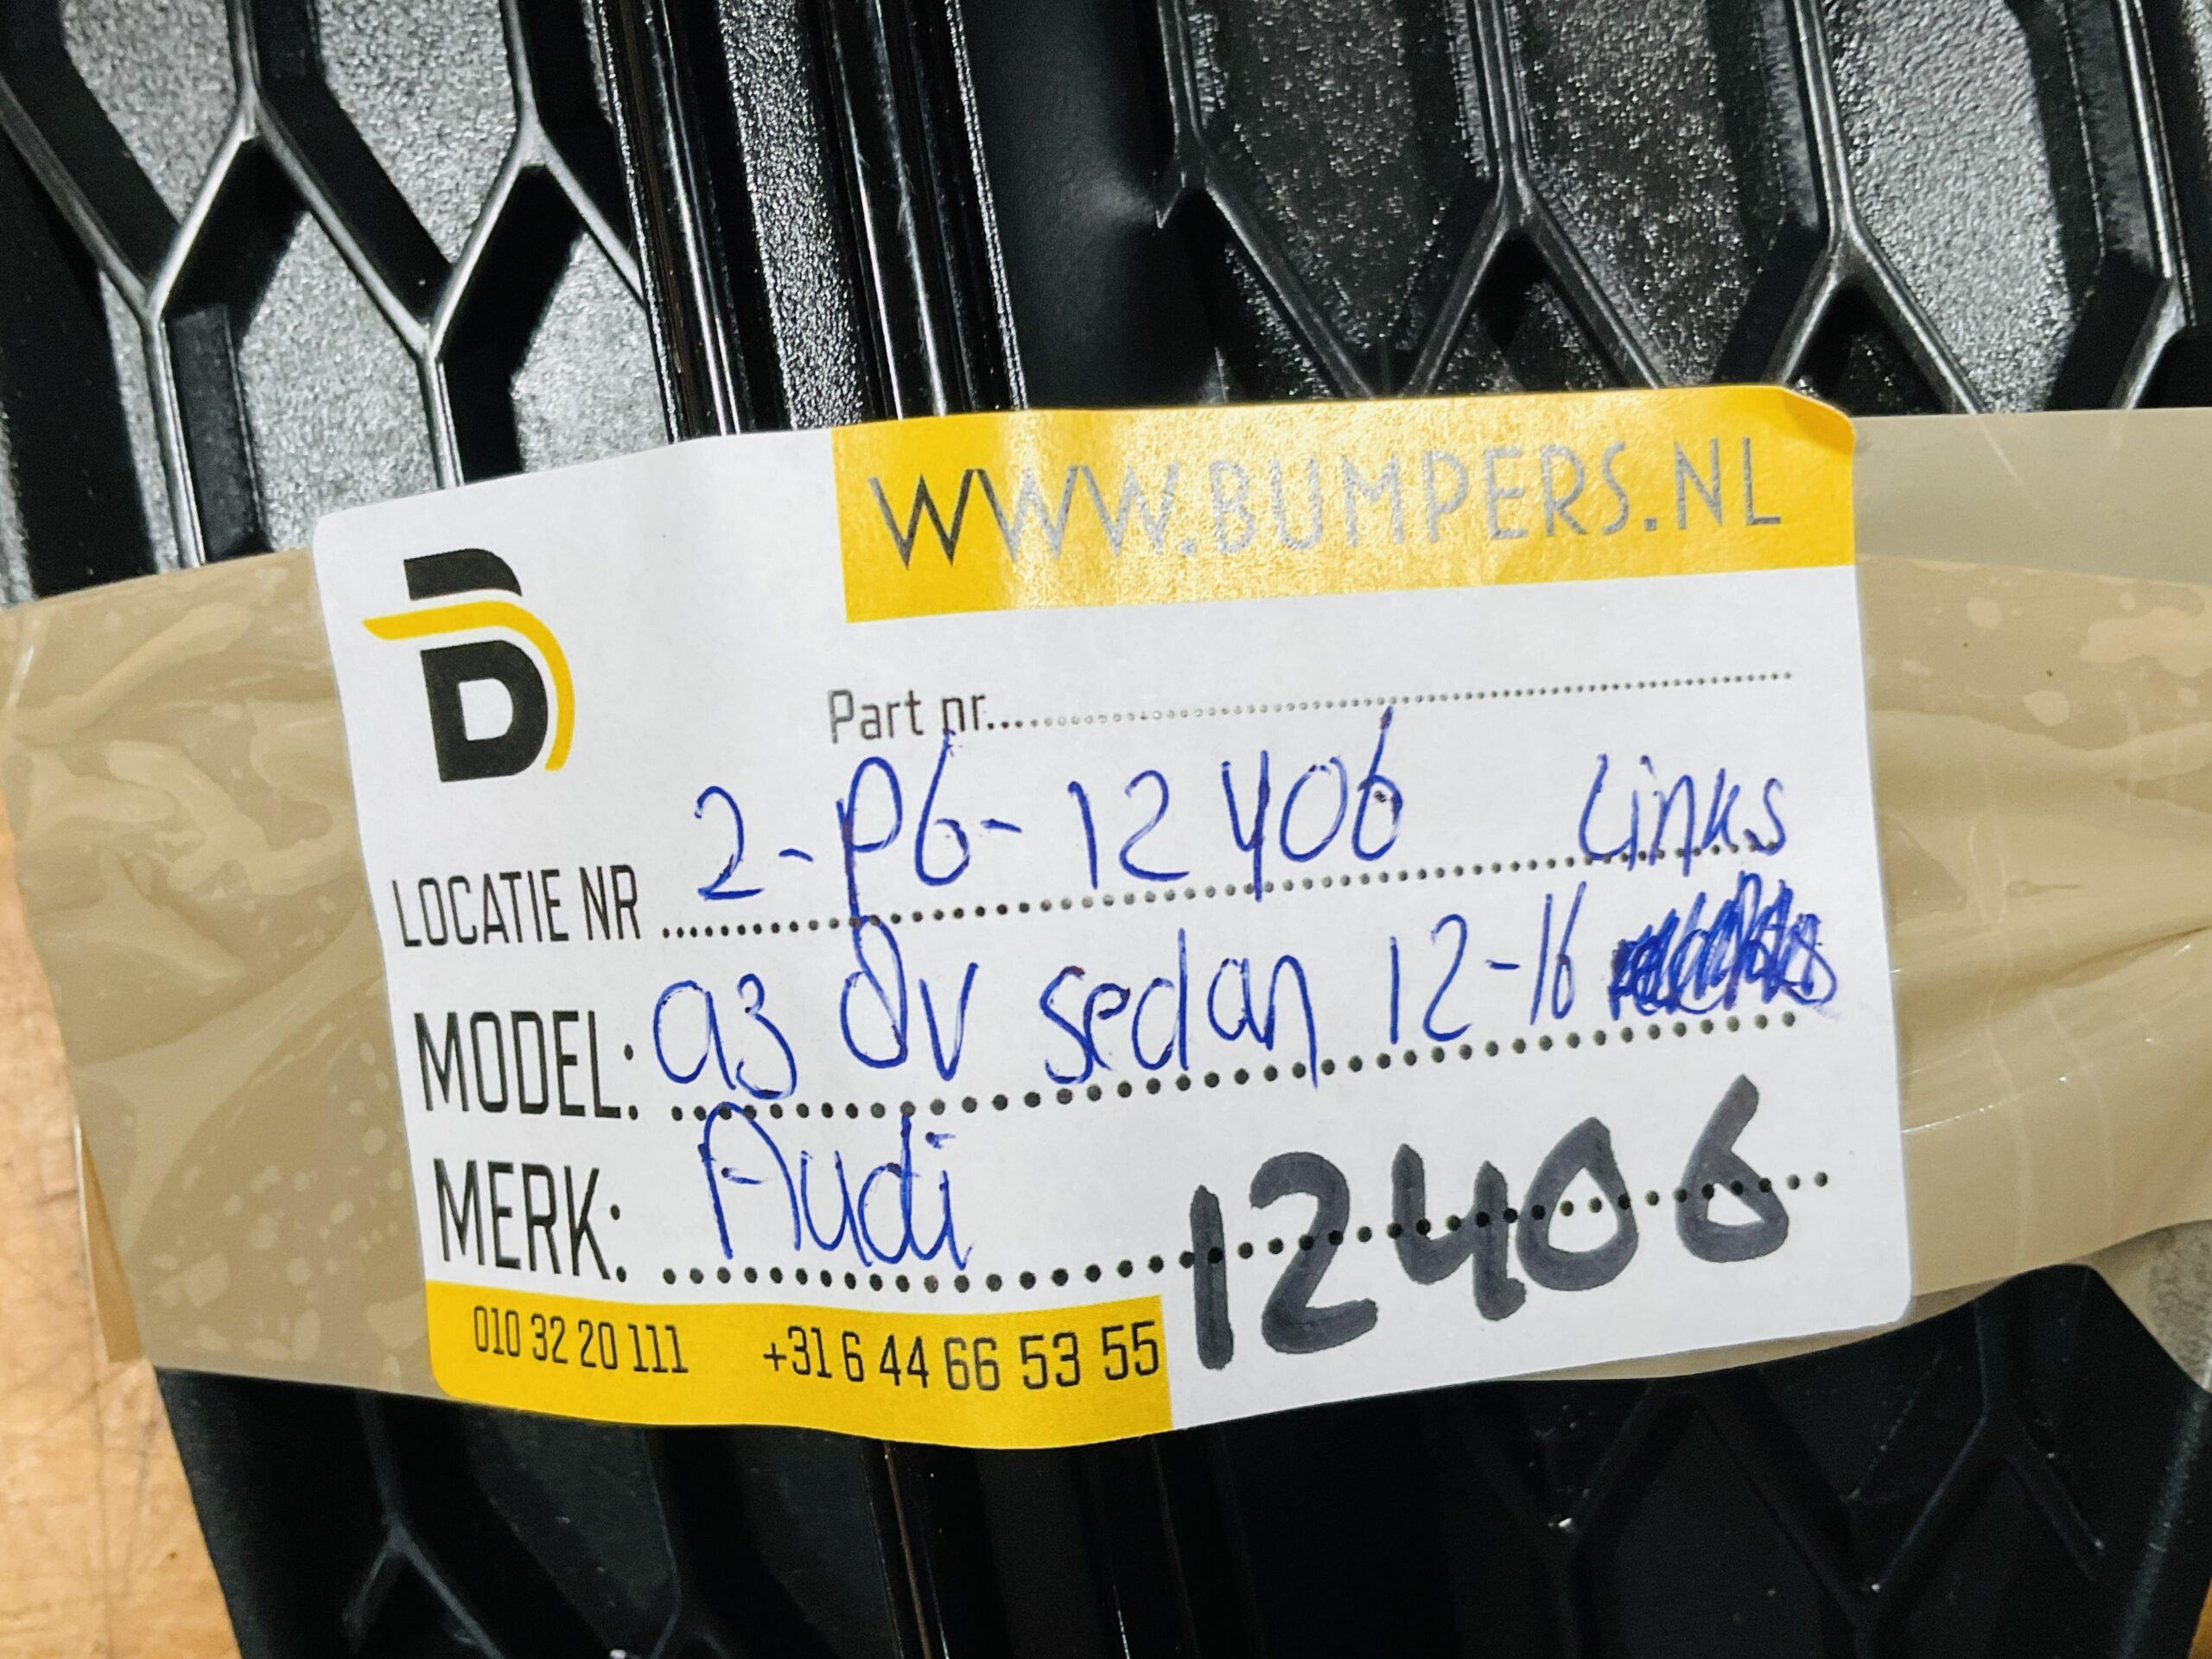 WWW.BUMPERS.NL
Part nr.
LOCATIE NR 2-P6-12406 Links
MODEL: a3 8v sedan 12-16
MERK: Audi
12406
010 32 20 111 +31 6 44 66 53 55